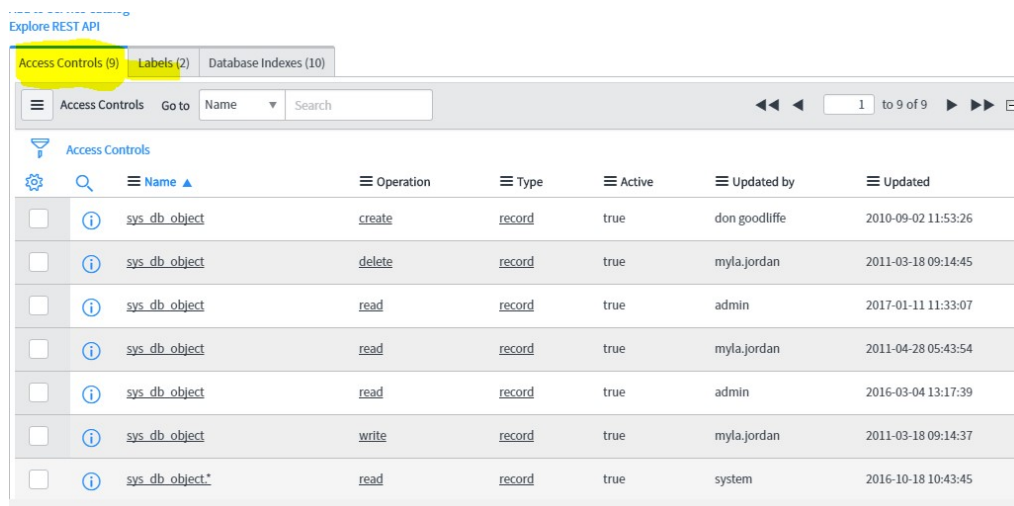 Explore REST API
Access Controls (9) Labels (2) Database Indexes (10)
Access Controls Go to Name Search 1 to 9 of 9
Access Controls
Name Operation Type Active Updated by Updated
sys_db_object create record true don goodliffe 2010-09-02 11:53:26
sys_db_object delete record true myla.jordan 2011-03-18 09:14:45
sys_db_object read record true admin 2017-01-11 11:33:07
sys_db_object read record true myla.jordan 2011-04-28 05:43:54
sys_db_object read record true admin 2016-03-04 13:17:39
sys_db_object write record true myla.jordan 2011-03-18 09:14:37
sys_db_object.* read record true system 2016-10-18 10:43:45